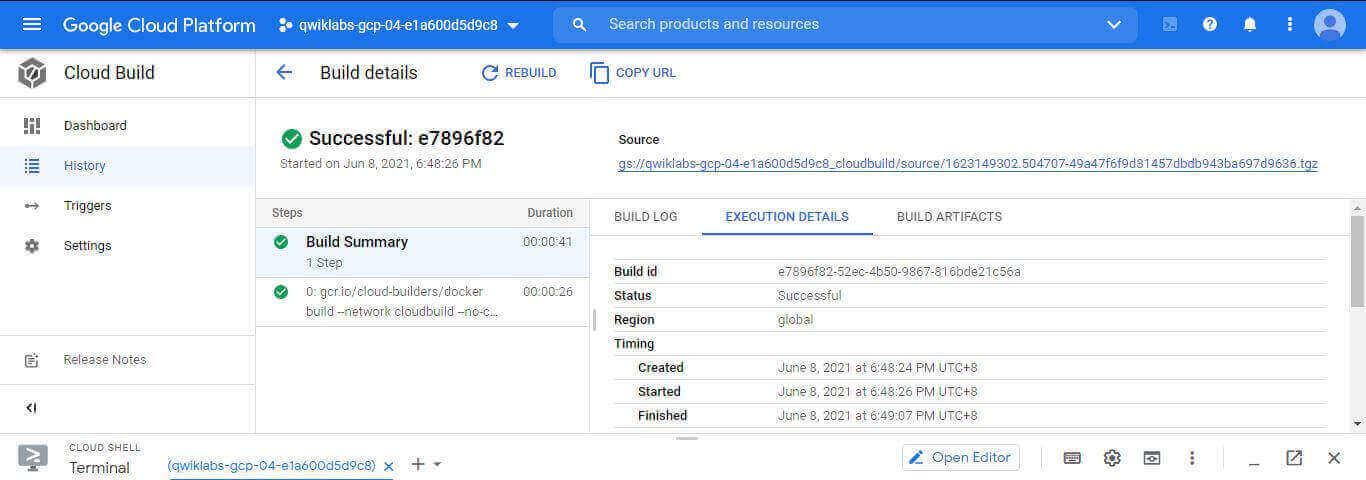 Google Cloud Platform qwiklabs-gcp-04-e1a600d5d9c8 Search products and resources
Cloud Build
Build details REBUILD COPY URL
Dashboard
History
Triggers
Settings
Release Notes
Successful: e7896f82
Started on Jun 8, 2021, 6:48:26 PM
Source
gs://qwiklabs-gcp-04-e1a600d5d9c8_cloudbuild/source/1623149302.504707-49a47f6f9d31457dbdb943ba697d9636.tgz
Steps Duration
Build Summary 00:00:41
1 Step
0: gcr.io/cloud-builders/docker 00:00:26
build --network cloudbuild --no-c...
BUILD LOG EXECUTION DETAILS BUILD ARTIFACTS
Build id e7896f82-52ec-4b50-9867-816bde21c56a
Status Successful
Region global
Timing
Created June 8, 2021 at 6:48:24 PM UTC+8
Started June 8, 2021 at 6:48:26 PM UTC+8
Finished June 8, 2021 at 6:49:07 PM UTC+8
CLOUD SHELL
Terminal (qwiklabs-gcp-04-e1a600d5d9c8) Open Editor